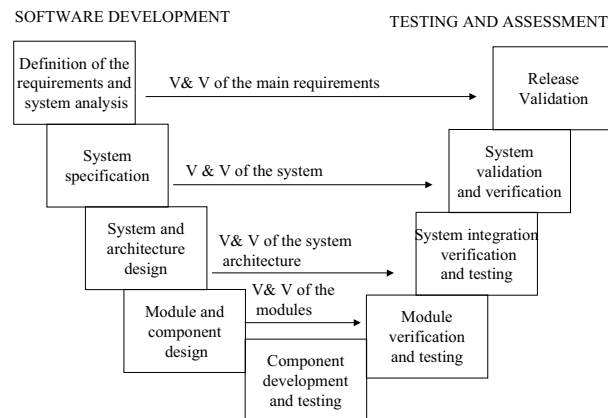 SOFTWARE DEVELOPMENT
TESTING AND ASSESSMENT
Definition of the
requirements and
system analysis
V& V of the main requirements
Release
Validation
System
specification
V & V of the system
System
validation
and verification
System and
architecture
design
V& V of the system
architecture
System integration
verification
and testing
Module and
component
design
V& V of the
modules
Module
verification
and testing
Component
development
and testing